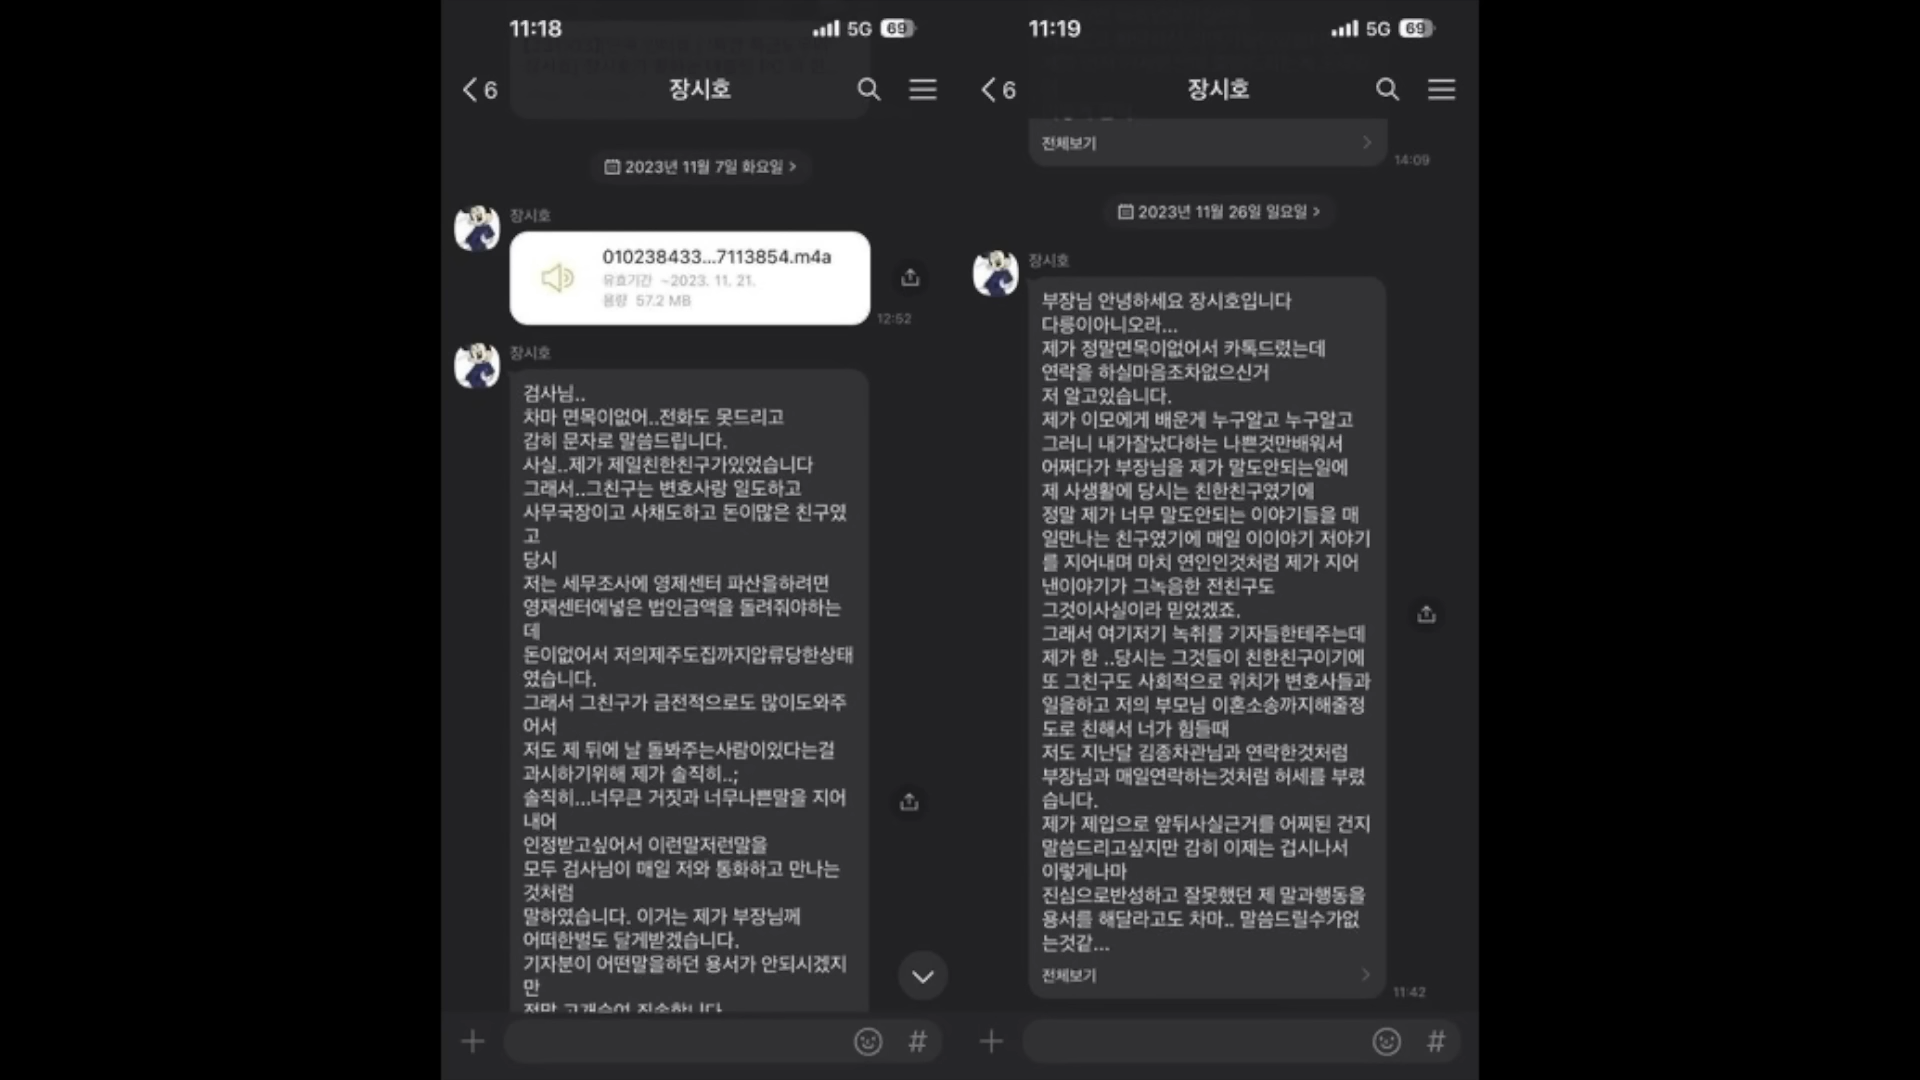 11:18
5G 69
< 6
장시호
2023년 11월 7일 화요일 >
장시호
010238433...7113854.m4a
유효기간 ~2023. 11. 21.
용량 57.2 MB
12:52
장시호
검사님..
차마 면목이없어..전화도 못드리고
감히 문자로 말씀드립니다.
사실..제가 제일친한친구가있었습니다
그래서..그친구는 변호사랑 일도하고
사무국장이고 사채도하고 돈이많은 친구였
고
당시
저는 세무조사에 영제센터 파산을하려면
영재센터에넣은 법인금액을 돌려줘야하는
데
돈이없어서 저의제주도집까지압류당한상태
였습니다.
그래서 그친구가 금전적으로도 많이도와주
어서
저도 제 뒤에 날 돌봐주는사람이있다는걸
과시하기위해 제가 솔직히..;
솔직히...너무큰 거짓과 너무나쁜말을 지어
내어
인정받고싶어서 이런말저런말을
모두 검사님이 매일 저와 통화하고 만나는
것처럼
말하였습니다. 이거는 제가 부장님께
어떠한벌도 달게받겠습니다.
기자분이 어떤말을하던 용서가 안되시겠지
만
11:19
5G 69
< 6
장시호
전체보기 >
14:09
2023년 11월 26일 일요일 >
장시호
부장님 안녕하세요 장시호입니다
다름이아니오라...
제가 정말면목이없어서 카톡드렸는데
연락을 하실마음조차없으신거
저 알고있습니다.
제가 이모에게 배운게 누구알고 누구알고
그러니 내가잘났다하는 나쁜것만배워서
어쩌다가 부장님을 제가 말도안되는일에
제 사생활에 당시는 친한친구였기에
정말 제가 너무 말도안되는 이야기들을 매
일만나는 친구였기에 매일 이이야기 저야기
를 지어내며 마치 연인인것처럼 제가 지어
낸이야기가 그녹음한 전친구도
그것이사실이라 믿었겠죠.
그래서 여기저기 녹취를 기자들한테주는데
제가 한 ..당시는 그것들이 친한친구이기에
또 그친구도 사회적으로 위치가 변호사들과
일을하고 저의 부모님 이혼소송까지해줄정
도로 친해서 너가 힘들때
저도 지난달 김종차관님과 연락한것처럼
부장님과 매일연락하는것처럼 허세를 부렸
습니다.
제가 제입으로 앞뒤사실근거를 어찌된 건지
말씀드리고싶지만 감히 이제는 겁시나서
이렇게나마
진심으로반성하고 잘못했던 제 말과행동을
용서를 해달라고도 차마.. 말씀드릴수가없
는것같...
전체보기 >
11:42
#
#